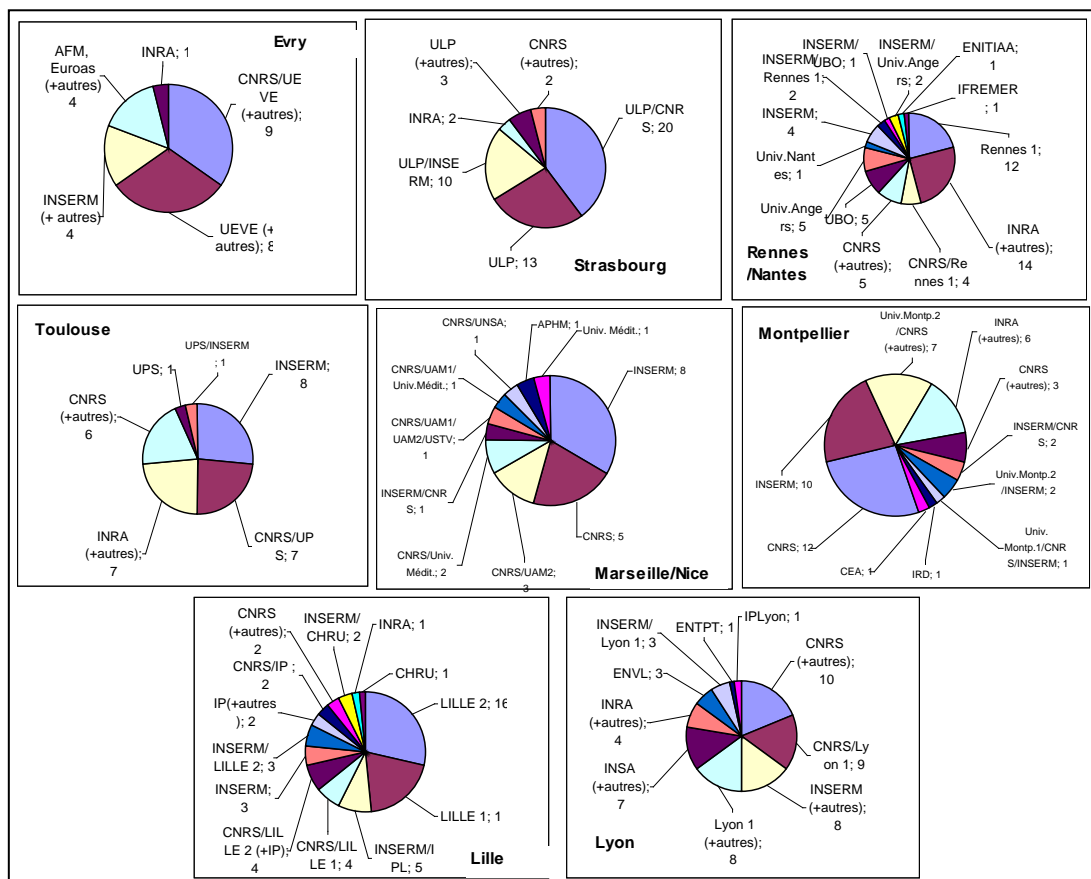 Evry
AFM,
Euroas
(+autres)
4
INRA; 1
CNRS/UE
VE
(+autres);
9
INSERM
(+ autres)
4
UEVE (+
autres); 8
ULP
(+autres);
3
CNRS
(+autres);
2
INRA; 2
ULP/CNR
S; 20
ULP/INSE
RM; 10
ULP; 13
Strasbourg
INSERM/
UBO; 1
INSERM/
Univ.Ange
rs; 2
ENITIAA;
1
INSERM/
Rennes 1;
2
IFREMER
; 1
INSERM;
4
Rennes 1;
12
Univ.Nant
es; 1
Univ.Ange
rs; 5
UBO; 5
CNRS
(+autres);
5
CNRS/Re
nnes 1; 4
INRA
(+autres);
14
Rennes
/Nantes
Toulouse
UPS/INSERM
; 1
UPS; 1
INSERM;
8
CNRS
(+autres);
6
INRA
(+autres);
7
CNRS/UP
S; 7
CNRS/UNSA;
1
APHM; 1
Univ. Médit.; 1
CNRS/UAM1/
Univ.Médit.; 1
INSERM; 8
CNRS/UAM1/
UAM2/USTV;
1
INSERM/CNR
S; 1
CNRS/Univ.
Médit.; 2
CNRS/UAM2;
3
CNRS; 5
Marseille/Nice
Montpellier
Univ.Montp.2
/CNRS
(+autres); 7
INRA
(+autres); 6
CNRS
(+autres); 3
INSERM/CNR
S; 2
Univ.Montp.2
/INSERM; 2
INSERM; 10
CNRS; 12
CEA; 1
IRD; 1
Univ.
Montp.1/CNR
S/INSERM; 1
CNRS
(+autres);
2
INSERM/
CHRU; 2
INRA; 1
CNRS/IP ;
2
CHRU; 1
IP(+autres
); 2
LILLE 2; 16
INSERM/
LILLE 2; 3
INSERM;
3
LILLE 1; 1
CNRS/LIL
LE 2 (+IP);
4
CNRS/LIL
LE 1; 4
INSERM/I
PL; 5
Lille
INSERM/
Lyon 1; 3
ENTPT; 1
IPLyon; 1
CNRS
(+autres);
10
ENVL; 3
INRA
(+autres);
4
CNRS/Ly
on 1; 9
INSA
(+autres);
7
INSERM
(+autres);
8
Lyon 1
(+autres);
8
Lyon